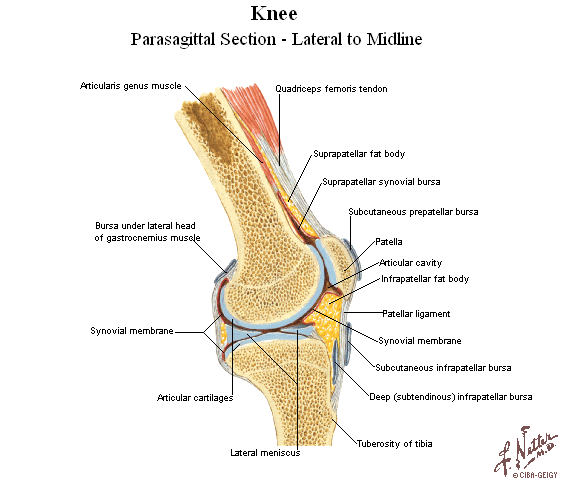 Knee
Parasagittal Section - Lateral to Midline
Articularis genus muscle
Quadriceps femoris tendon
Suprapatellar fat body
Suprapatellar synovial bursa
Subcutaneous prepatellar bursa
Bursa under lateral head
of gastrocnemius muscle
Patella
Articular cavity
Infrapatellar fat body
Patellar ligament
Synovial membrane
Synovial membrane
Subcutaneous infrapatellar bursa
Articular cartilages
Deep (subtendinous) infrapatellar bursa
Tuberosity of tibia
Lateral meniscus
F. Netter
M.D.
© CIBA-GEIGY